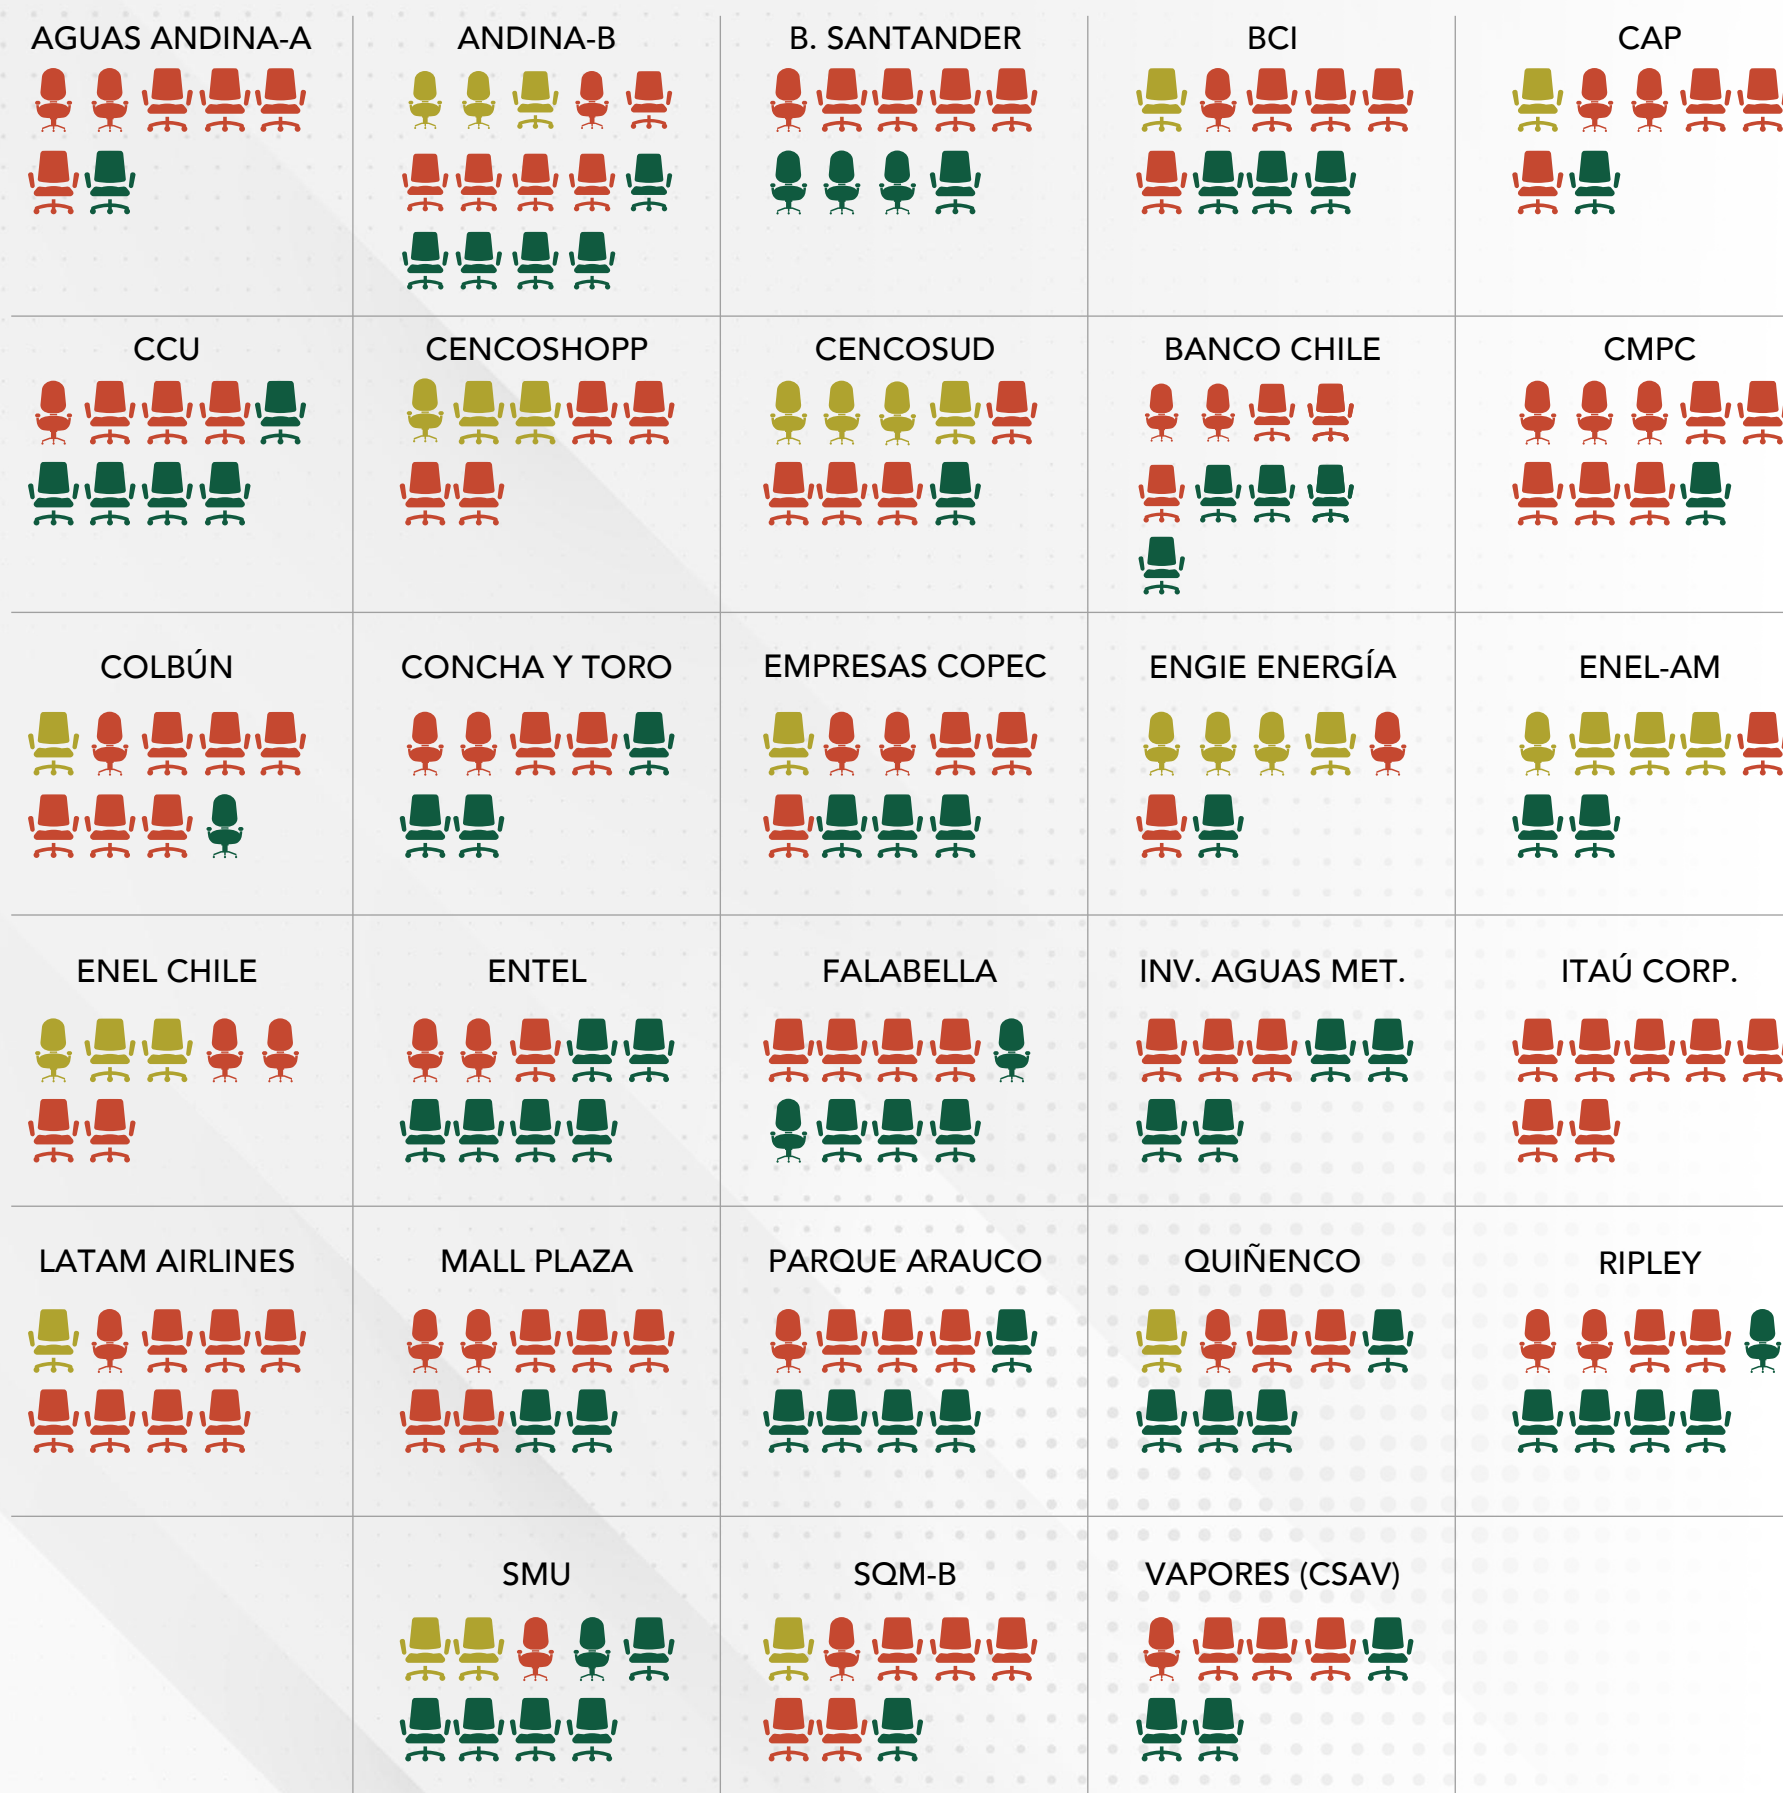 AGUAS ANDINA-A
ANDINA-B
B. SANTANDER
BCI
CAP
CCU
CENCOSHOPP
CENCOSUD
BANCO CHILE
CMPC
COLBÚN
CONCHA Y TORO
EMPRESAS COPEC
ENGIE ENERGÍA
ENEL-AM
ENEL CHILE
ENTEL
FALABELLA
INV. AGUAS MET.
ITAÚ CORP.
LATAM AIRLINES
MALL PLAZA
PARQUE ARAUCO
QUIÑENCO
RIPLEY
SMU
SQM-B
VAPORES (CSAV)